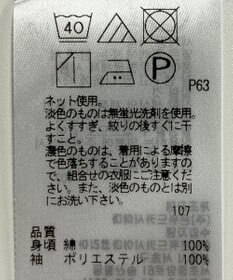 40
P
P63
ネット使用。
淡色のものは無蛍光洗剤を使用。
よくすすぎ、絞りの後すぐに干
すこと。
濃色のものは、着用による摩擦
で色落ちすることがありますの
で、組合せの衣服にご注意くださ
い。また、淡色のものとは別
にお洗い下さい。
107
品質
身頃 綿 100%
袖 ポリエステル 100%